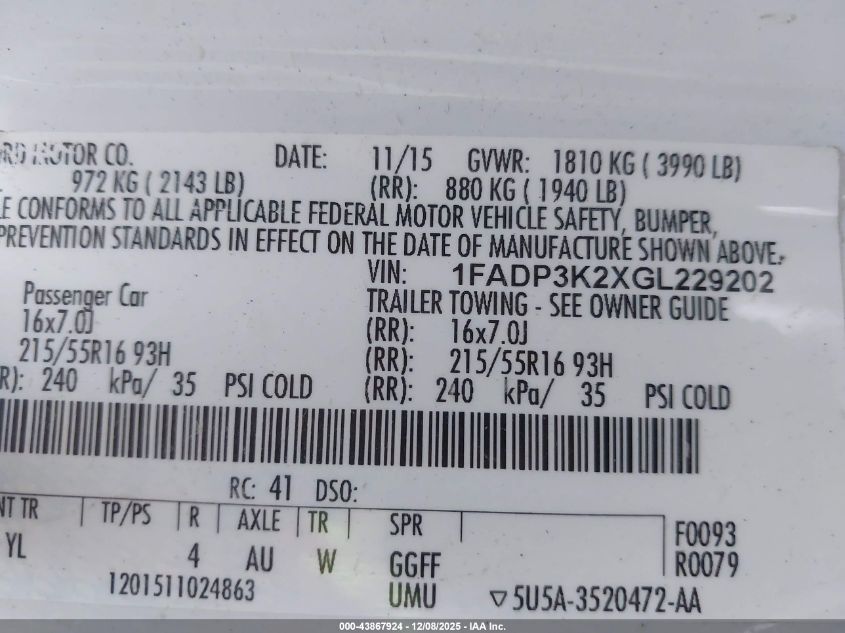 RD MOTOR CO. DATE: 11/15 GVWR: 1810 KG ( 3990 LB)
972 KG ( 2143 LB) (RR): 880 KG ( 1940 LB)
E CONFORMS TO ALL APPLICABLE FEDERAL MOTOR VEHICLE SAFETY, BUMPER,
PREVENTION STANDARDS IN EFFECT ON THE DATE OF MANUFACTURE SHOWN ABOVE.
VIN: 1FADP3K2XGL229202
Passenger Car TRAILER TOWING - SEE OWNER GUIDE
16x7.0J (RR): 16x7.0J
215/55R16 93H (RR): 215/55R16 93H
R): 240 kPa/ 35 PSI COLD (RR): 240 kPa/ 35 PSI COLD
RC: 41 DSO:
NT TR TP/PS R AXLE TR SPR F0093
YL 4 AU W GGFF R0079
1201511024863 UMU ▽5U5A-3520472-AA
000-43867924 - 12/08/2025 - IAA Inc.